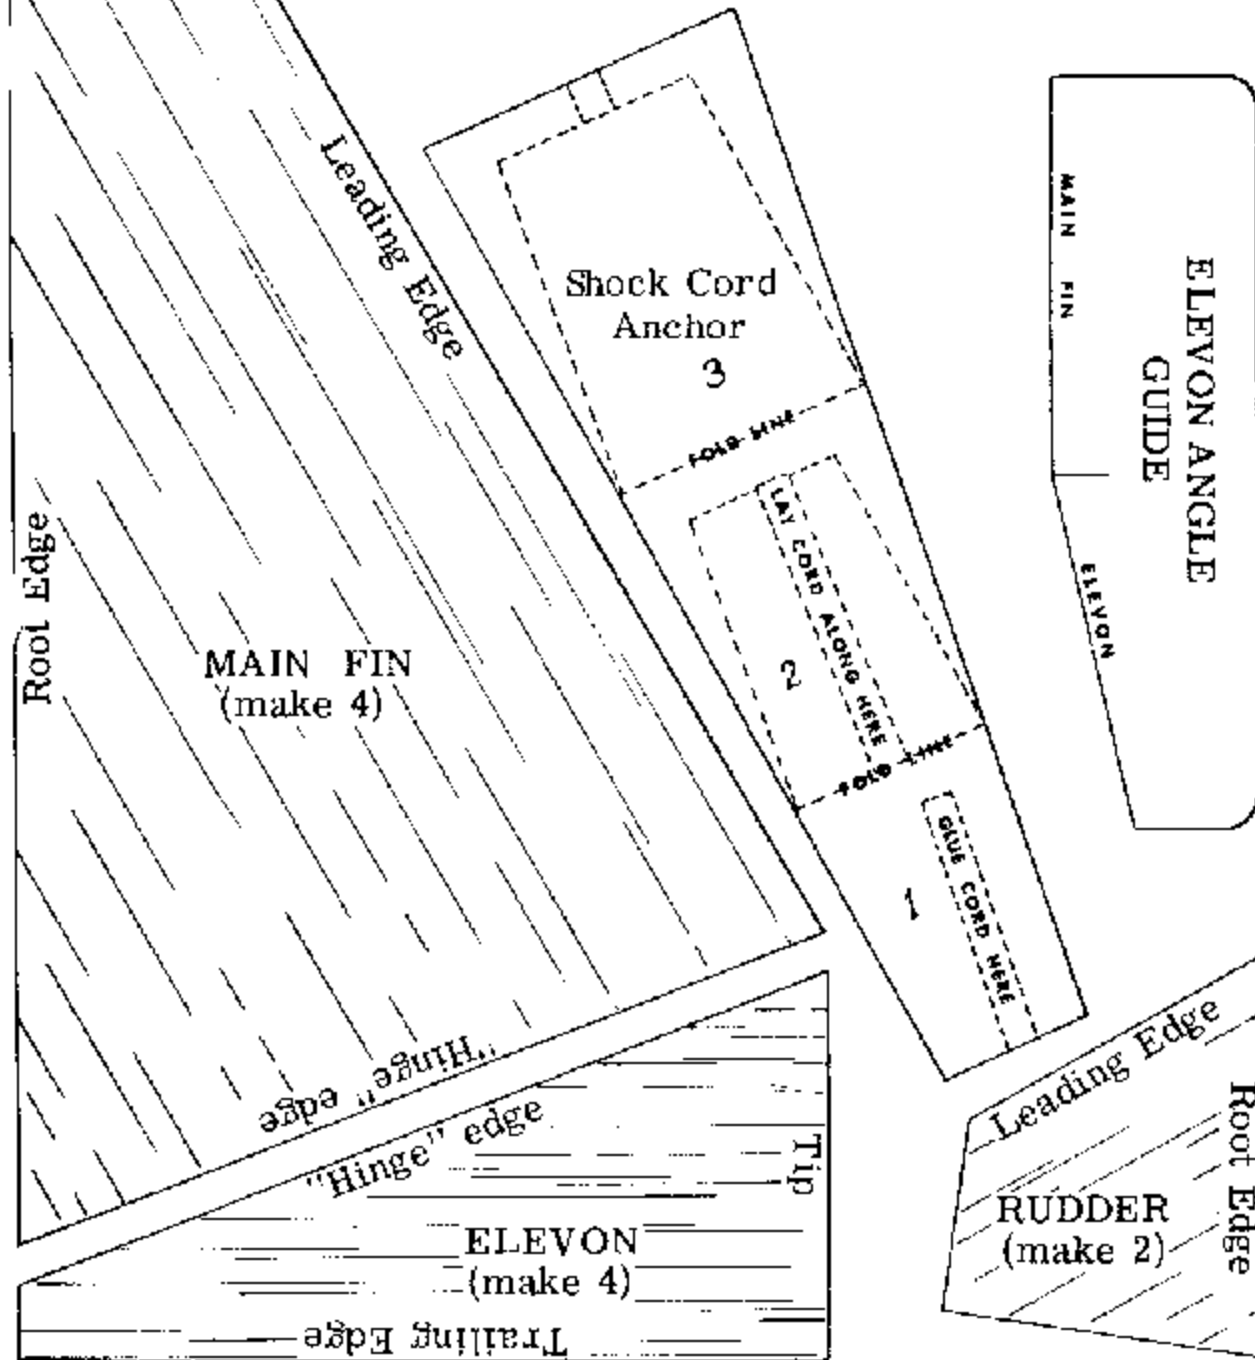 Leading Edge
Root Edge
MAIN FIN
(make 4)
"Hinge" edge
"Hinge" edge
Tip
ELEVON
(make 4)
Trailing Edge
Shock Cord
Anchor
3
FOLD LINE
LAY CORD ALONG HERE
2
FOLD LINE
GLUE CORD HERE
1
MAIN FIN
ELEVON ANGLE
GUIDE
ELEVON
Leading Edge
Root Edge
RUDDER
(make 2)